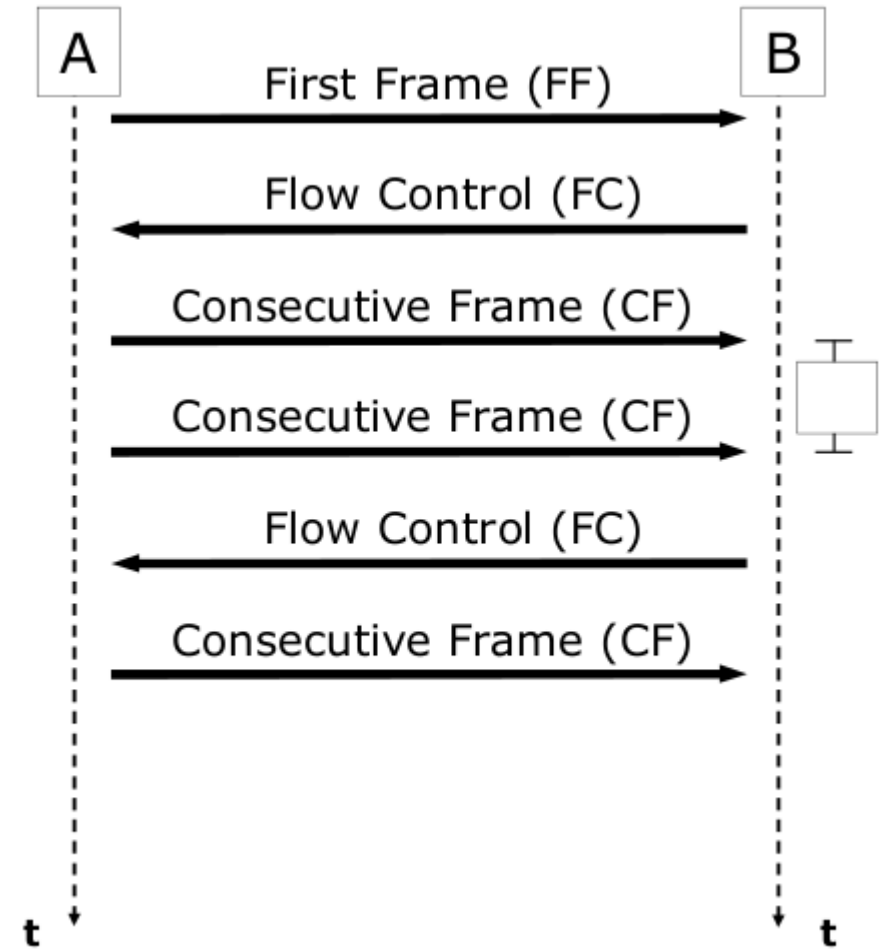 A
B
First Frame (FF)
Flow Control (FC)
Consecutive Frame (CF)
Consecutive Frame (CF)
Flow Control (FC)
Consecutive Frame (CF)
t
t